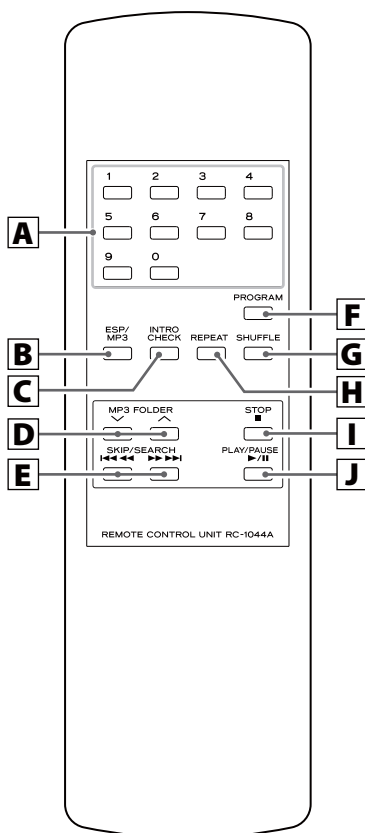 1 2 3 4
A
5 6 7 8
9 0
PROGRAM
F
ESP/
MP3
INTRO
CHECK
REPEAT
SHUFFLE
B
G
C
H
MP3 FOLDER
STOP
D
I
SKIP/SEARCH
PLAY/PAUSE
E
J
REMOTE CONTROL UNIT RC-1044A